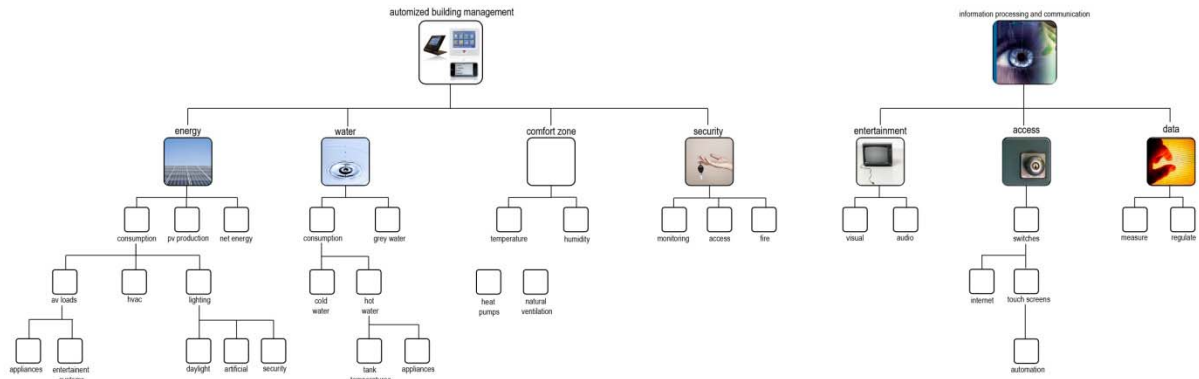 automized building management
information processing and communication
energy
water
comfort zone
security
entertainment
access
data
consumption
pv production
net energy
consumption
grey water
temperature
humidity
monitoring
access
fire
visual
audio
switches
measure
regulate
av loads
hvac
lighting
cold
water
hot
water
heat
pumps
natural
ventilation
internet
touch screens
appliances
entertainent
daylight
artificial
security
tank
appliances
automation